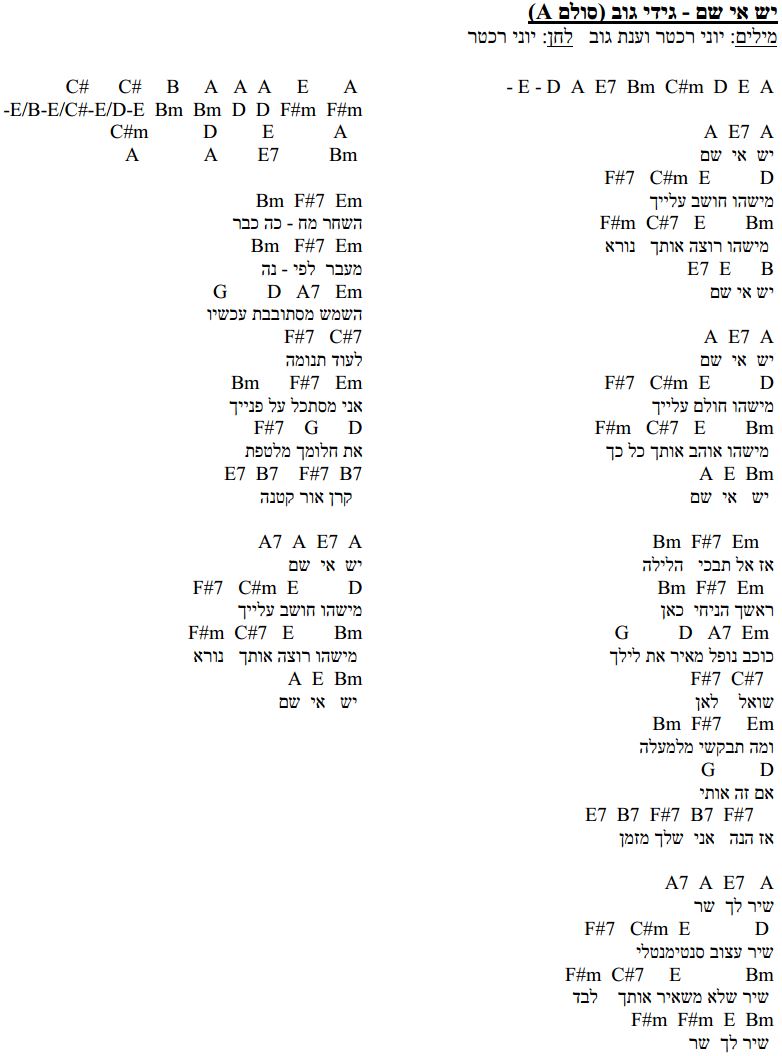 יש אי שם - גידי גוב (סולם A)
מילים: יוני רכטר וענת גוב   לחן: יוני רכטר
- E - D  A  E7  Bm  C#m  D  E  A
A  E7  A
יש  אי  שם
F#7  C#m  E  D
מישהו חושב עלייך
F#m  C#7  E  Bm
מישהו רוצה אותך  נורא
E7  E  B
יש אי שם
A  E7  A
יש  אי  שם
F#7  C#m  E  D
מישהו חולם עלייך
F#m  C#7  E  Bm
מישהו אוהב אותך כל כך
A  E  Bm
יש  אי  שם
Bm  F#7  Em
אז אל תבכי  הלילה
Bm  F#7  Em
ראשך הניחי  כאן
G  D  A7  Em
כוכב נופל מאיר את לילך
F#7  C#7
שואל  לאן
Bm  F#7  Em
ומה תבקשי מלמעלה
G  D
אם זה אותי
E7  B7  F#7  B7  F#7
אז הנה  אני  שלך מזמן
A7  A  E7  A
שיר לך  שר
F#7  C#m  E  D
שיר עצוב סנטימנטלי
F#m  C#7  E  Bm
שיר שלא משאיר אותך  לבד
F#m  F#m  E  Bm
שיר לך  שר
C#  C#  B  A  A  A  E  A
-E/B-E/C#-E/D-E  Bm  Bm  D  D  F#m  F#m
C#m  D  E  A
A  A  E7  Bm
Bm  F#7  Em
השחר מח - כה כבר
Bm  F#7  Em
מעבר  לפי - נה
G  D  A7  Em
השמש מסתובבת עכשיו
F#7  C#7
לעוד תנומה
Bm  F#7  Em
אני מסתכל על פנייך
F#7  G  D
את חלומך מלטפת
E7  B7  F#7  B7
קרן אור קטנה
A7  A  E7  A
יש  אי  שם
F#7  C#m  E  D
מישהו חושב עלייך
F#m  C#7  E  Bm
מישהו רוצה אותך  נורא
A  E  Bm
יש  אי  שם